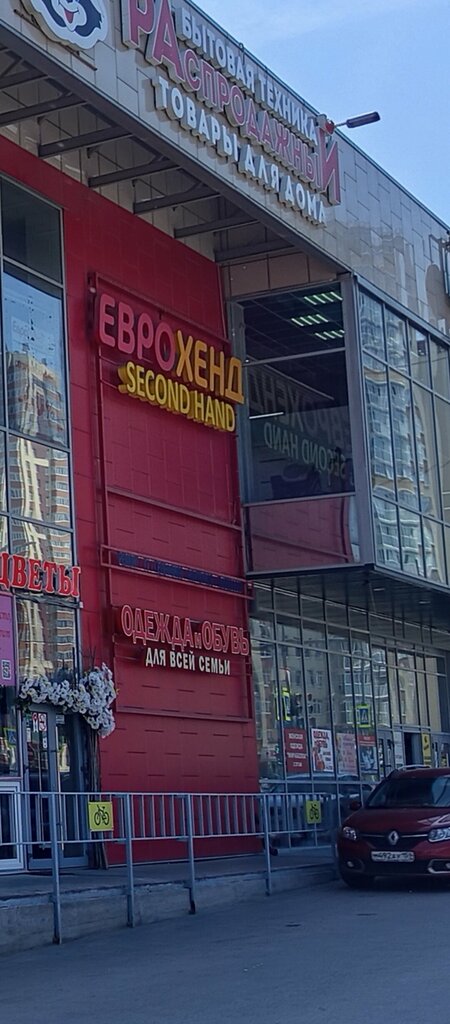 БЫТОВАЯ ТЕХНИКА
РАСПРОДАЖНЫЙ
ТОВАРЫ ДЛЯ ДОМА
ЕВРОХЕНД
SECOND HAND
ЦВЕТЫ
ОДЕЖДА И ОБУВЬ
ДЛЯ ВСЕЙ СЕМЬИ